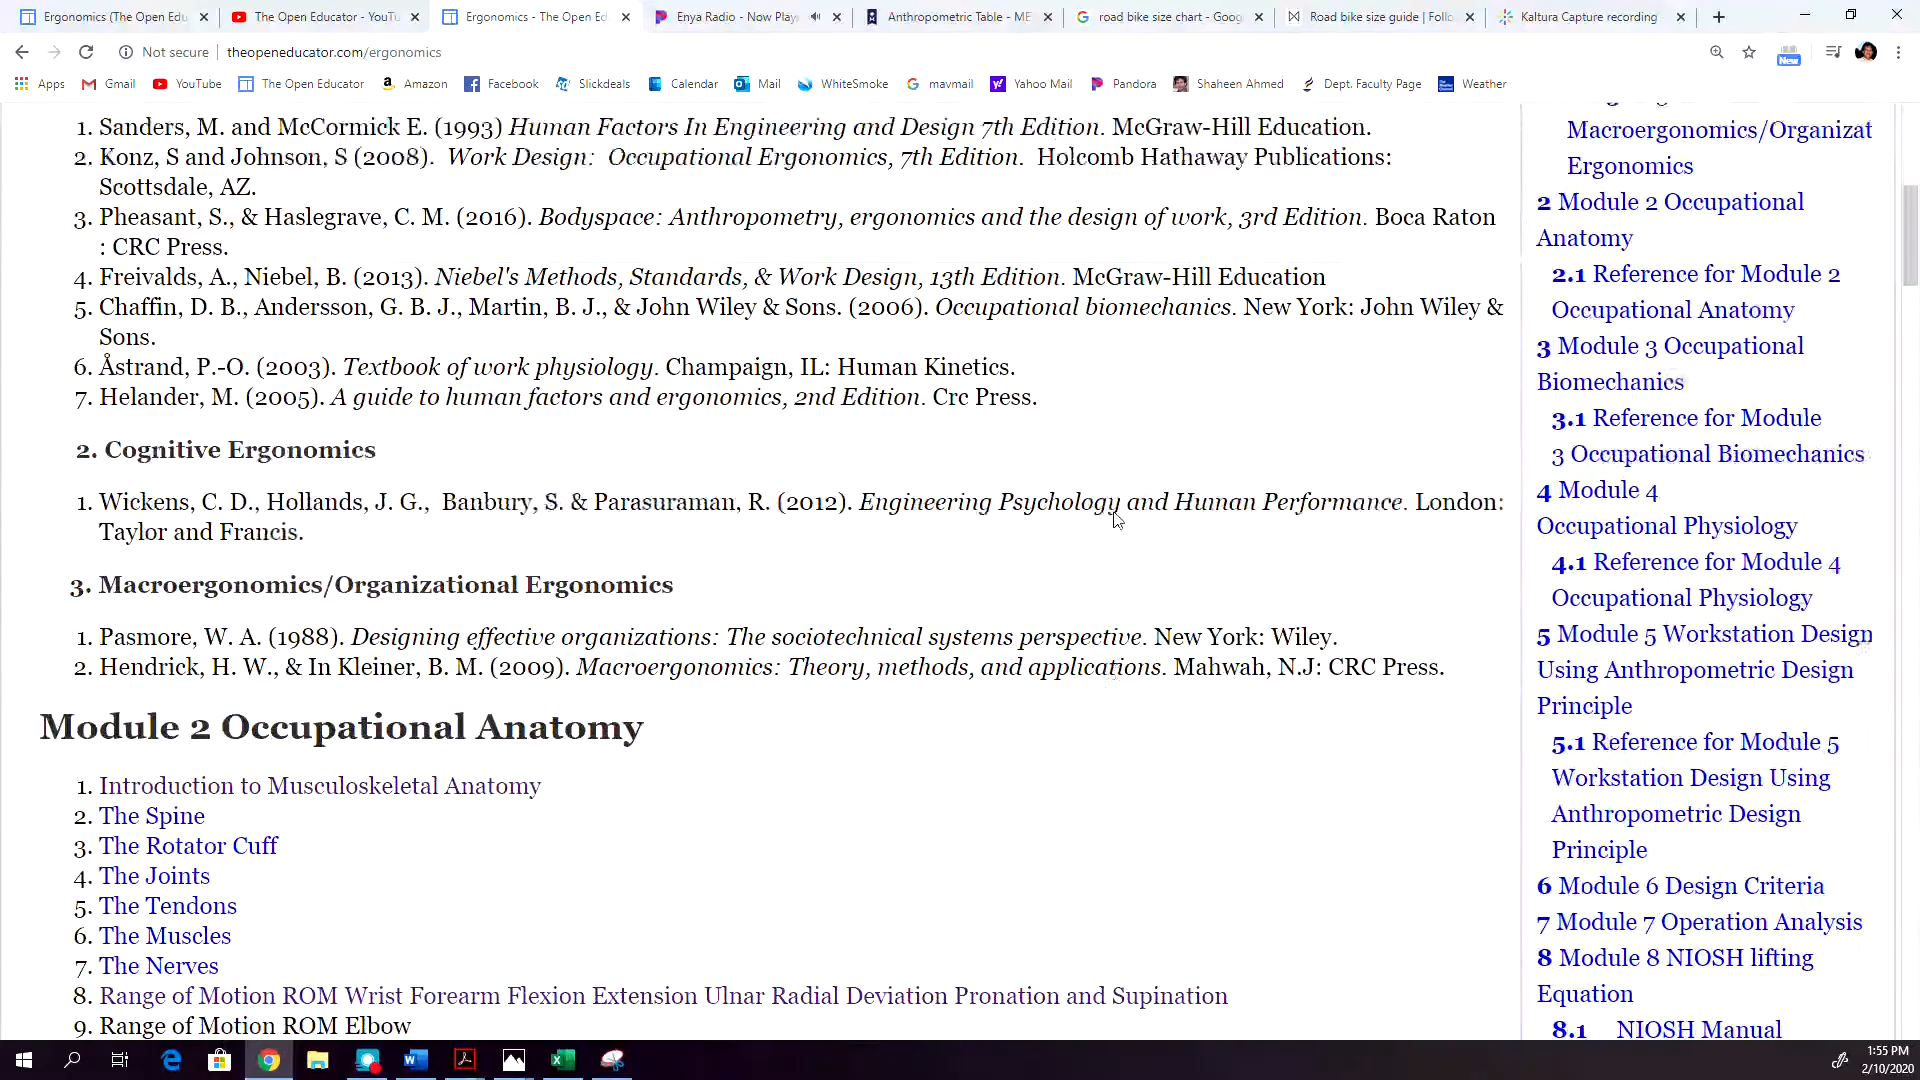 Ergonomics (The Open Edu
The Open Educator - YouTu
Ergonomics - The Open Ed
Enya Radio - Now Play
Anthropometric Table - ME
road bike size chart - Goog
Road bike size guide | Follo
Kaltura Capture recording
Not secure
theopeneducator.com/ergonomics
New
Apps
Gmail
YouTube
The Open Educator
Amazon
Facebook
Slickdeals
Calendar
Mail
WhiteSmoke
mavmail
Yahoo Mail
Pandora
Shaheen Ahmed
Dept. Faculty Page
Weather
1. Sanders, M. and McCormick E. (1993) Human Factors In Engineering and Design 7th Edition. McGraw-Hill Education.
2. Konz, S and Johnson, S (2008). Work Design: Occupational Ergonomics, 7th Edition. Holcomb Hathaway Publications:
Scottsdale, AZ.
3. Pheasant, S., & Haslegrave, C. M. (2016). Bodyspace: Anthropometry, ergonomics and the design of work, 3rd Edition. Boca Raton
: CRC Press.
4. Freivalds, A., Niebel, B. (2013). Niebel's Methods, Standards, & Work Design, 13th Edition. McGraw-Hill Education
5. Chaffin, D. B., Andersson, G. B. J., Martin, B. J., & John Wiley & Sons. (2006). Occupational biomechanics. New York: John Wiley &
Sons.
6. Åstrand, P.-O. (2003). Textbook of work physiology. Champaign, IL: Human Kinetics.
7. Helander, M. (2005). A guide to human factors and ergonomics, 2nd Edition. Crc Press.
2. Cognitive Ergonomics
1. Wickens, C. D., Hollands, J. G., Banbury, S. & Parasuraman, R. (2012). Engineering Psychology and Human Performance. London:
Taylor and Francis.
3. Macroergonomics/Organizational Ergonomics
1. Pasmore, W. A. (1988). Designing effective organizations: The sociotechnical systems perspective. New York: Wiley.
2. Hendrick, H. W., & In Kleiner, B. M. (2009). Macroergonomics: Theory, methods, and applications. Mahwah, N.J: CRC Press.
Module 2 Occupational Anatomy
1. Introduction to Musculoskeletal Anatomy
2. The Spine
3. The Rotator Cuff
4. The Joints
5. The Tendons
6. The Muscles
7. The Nerves
8. Range of Motion ROM Wrist Forearm Flexion Extension Ulnar Radial Deviation Pronation and Supination
9. Range of Motion ROM Elbow
Macroergonomics/Organizat
Ergonomics
2 Module 2 Occupational
Anatomy
2.1 Reference for Module 2
Occupational Anatomy
3 Module 3 Occupational
Biomechanics
3.1 Reference for Module
3 Occupational Biomechanics
4 Module 4
Occupational Physiology
4.1 Reference for Module 4
Occupational Physiology
5 Module 5 Workstation Design
Using Anthropometric Design
Principle
5.1 Reference for Module 5
Workstation Design Using
Anthropometric Design
Principle
6 Module 6 Design Criteria
7 Module 7 Operation Analysis
8 Module 8 NIOSH lifting
Equation
8.1 NIOSH Manual
1:55 PM
2/10/2020